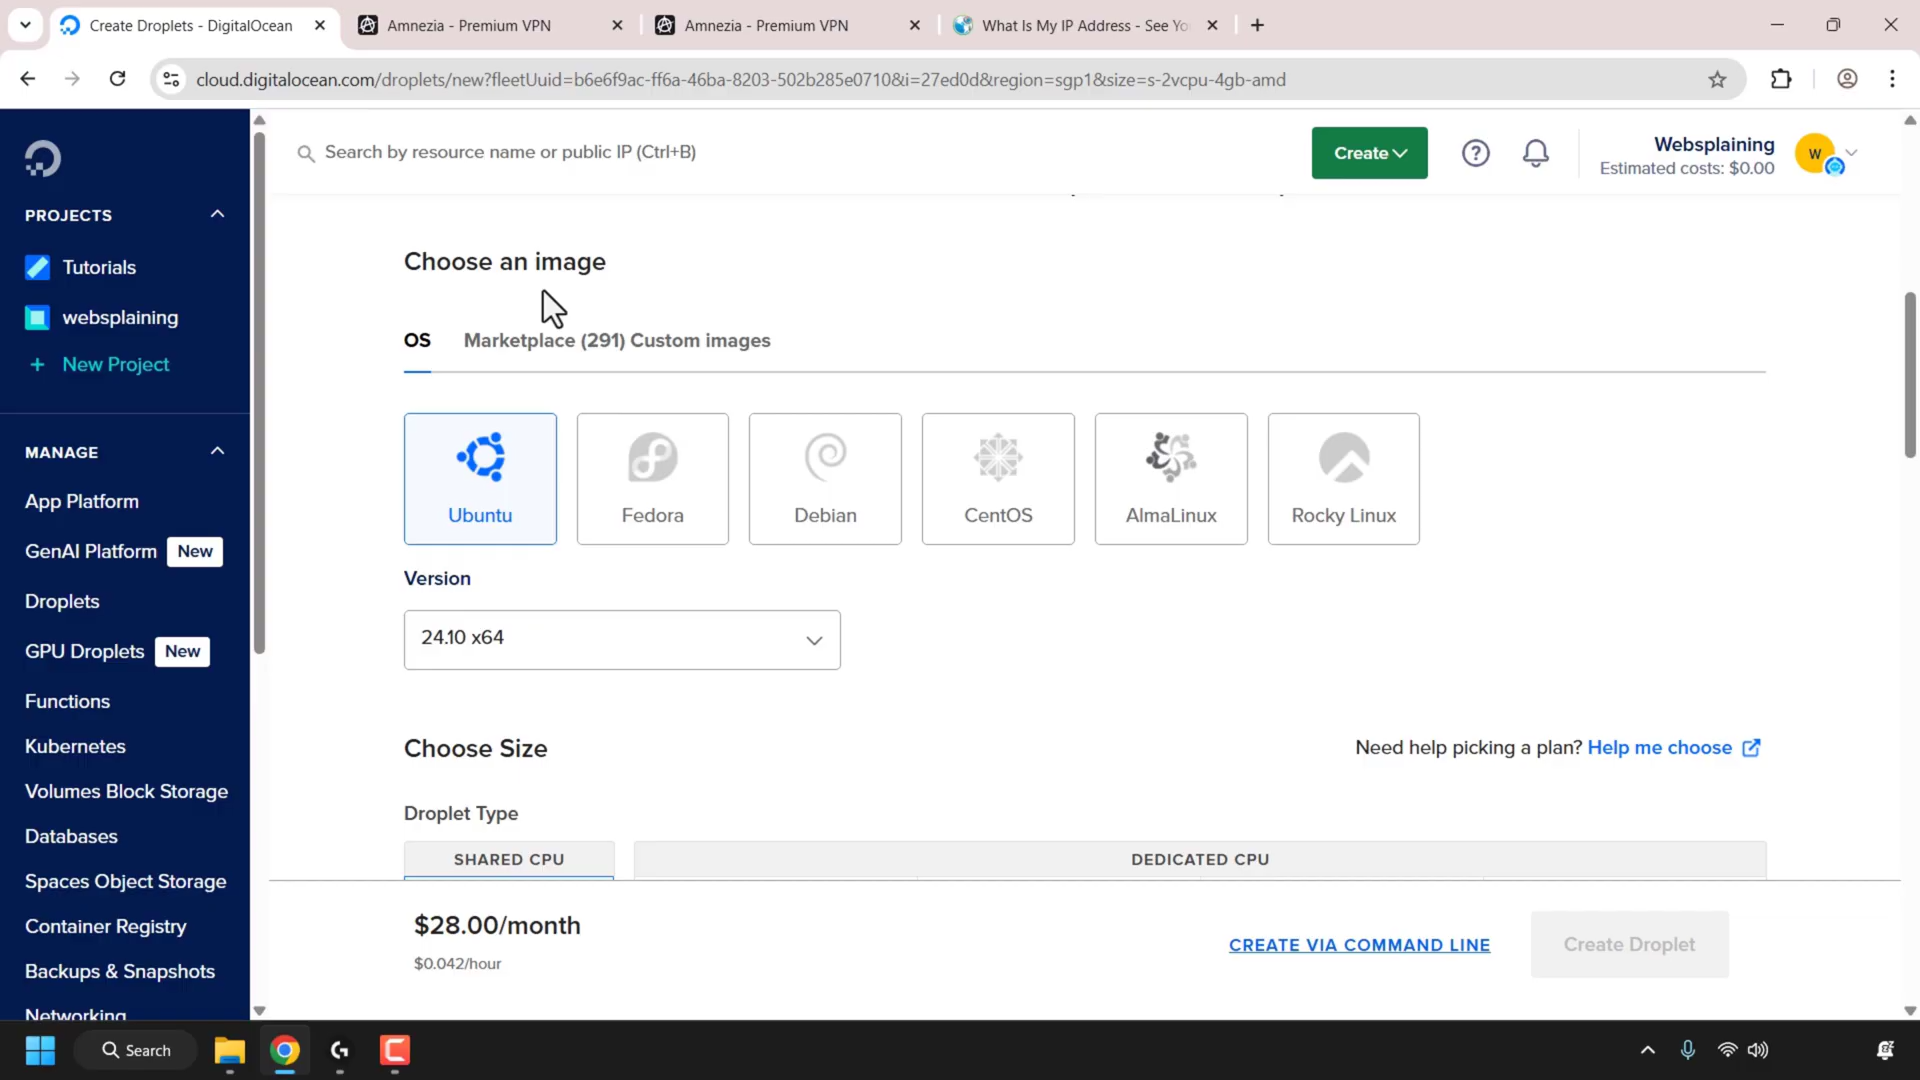 Create Droplets - DigitalOcean
Amnezia - Premium VPN
Amnezia - Premium VPN
What Is My IP Address - See Yo
cloud.digitalocean.com/droplets/new?fleetUuid=b6e6f9ac-ff6a-46ba-8203-502b285e0710&i=27ed0d&region=sgp1&size=s-2vcpu-4gb-amd
Search by resource name or public IP (Ctrl+B)
Create
Websplaining
Estimated costs: $0.00
W
PROJECTS
Tutorials
websplaining
+ New Project
MANAGE
App Platform
GenAI Platform New
Droplets
GPU Droplets New
Functions
Kubernetes
Volumes Block Storage
Databases
Spaces Object Storage
Container Registry
Backups & Snapshots
Networking
Choose an image
OS Marketplace (291) Custom images
Ubuntu
Fedora
Debian
CentOS
AlmaLinux
Rocky Linux
Version
24.10 x64
Choose Size
Need help picking a plan? Help me choose
Droplet Type
SHARED CPU
DEDICATED CPU
$28.00/month
$0.042/hour
CREATE VIA COMMAND LINE
Create Droplet
Search